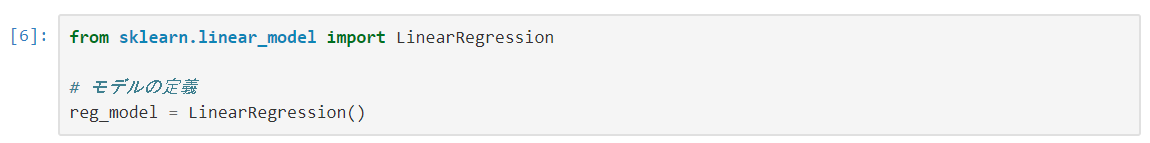 [6]: from sklearn.linear_model import LinearRegression
# モデルの定義
reg_model = LinearRegression()